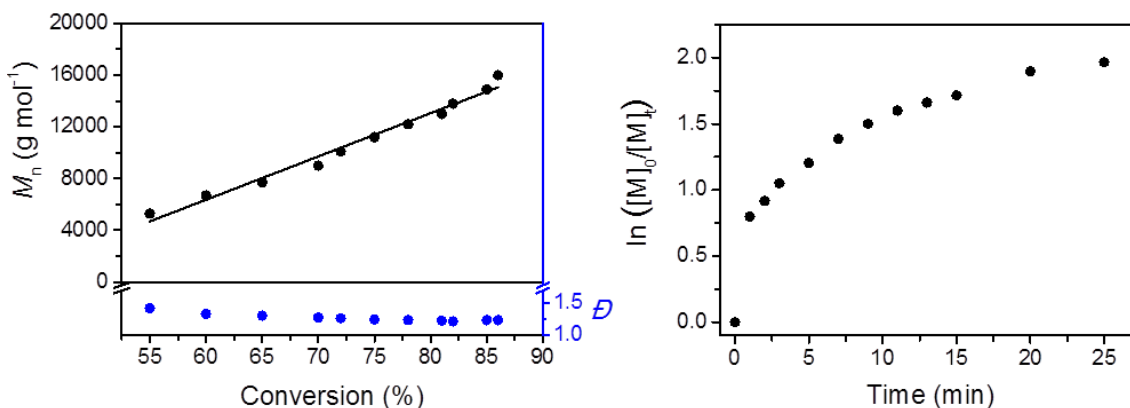 20000
16000
12000
8000
4000
0
M_n (g mol⁻¹)
1.5
1.0
Đ
55 60 65 70 75 80 85 90
Conversion (%)
2.0
1.5
1.0
0.5
0.0
ln ([M]₀/[M]ₜ)
0 5 10 15 20 25
Time (min)